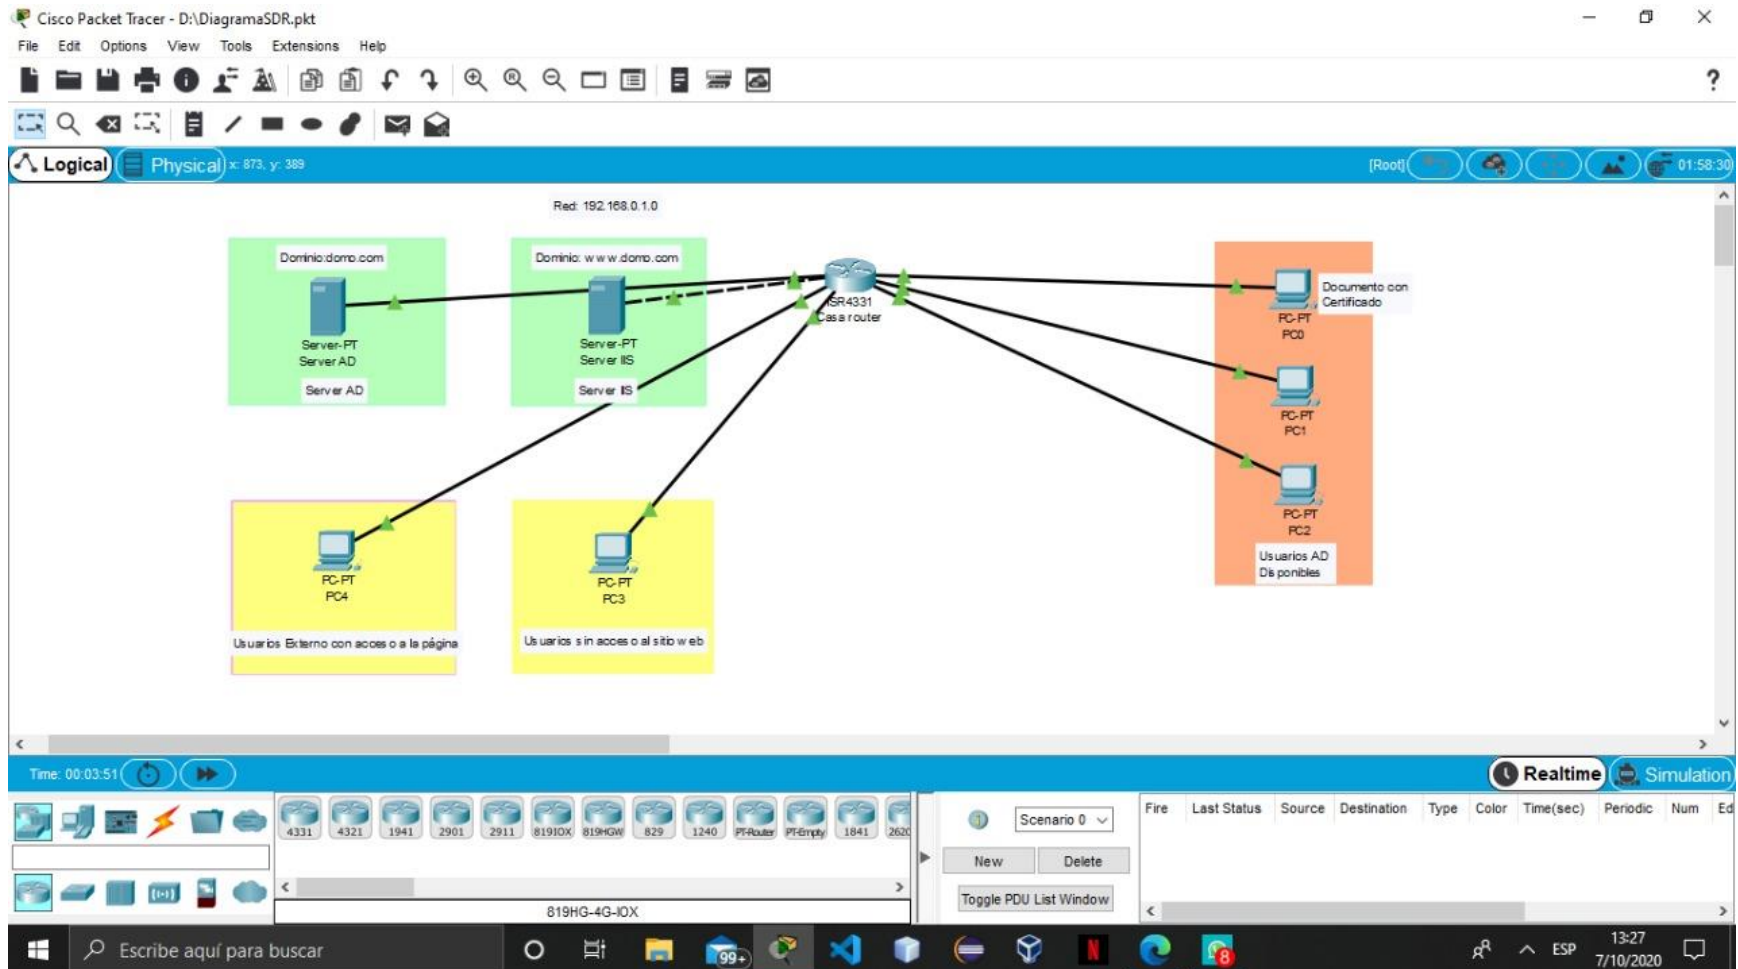 Cisco Packet Tracer - D:\DiagramaSDR.pkt
File Edit Options View Tools Extensions Help
?
Logical Physical x: 873, y: 389 [Root] 01:58:30
Red: 192.168.0.1.0
Dominio:domo.com
Dominio: www.domo.com
Server-PT
Server AD
Server AD
Server-PT
Server IIS
Server IIS
ISR4331
Casa router
Documento con
Certificado
PC-PT
PC0
PC-PT
PC1
PC-PT
PC2
Usuarios AD
Disponibles
PC-PT
PC4
Usuarios Externo con acceso a la página
PC-PT
PC3
Usuarios sin acceso al sitio web
Time: 00:03:51
Realtime Simulation
4331 4321 1941 2901 2911 819IOX 819HGW 829 1240 PT-Router PT-Empty 1841 2620
819HG-4G-IOX
Scenario 0
New Delete
Toggle PDU List Window
Fire Last Status Source Destination Type Color Time(sec) Periodic Num Ed
Escribe aquí para buscar
99+
N
8
ESP
13:27
7/10/2020